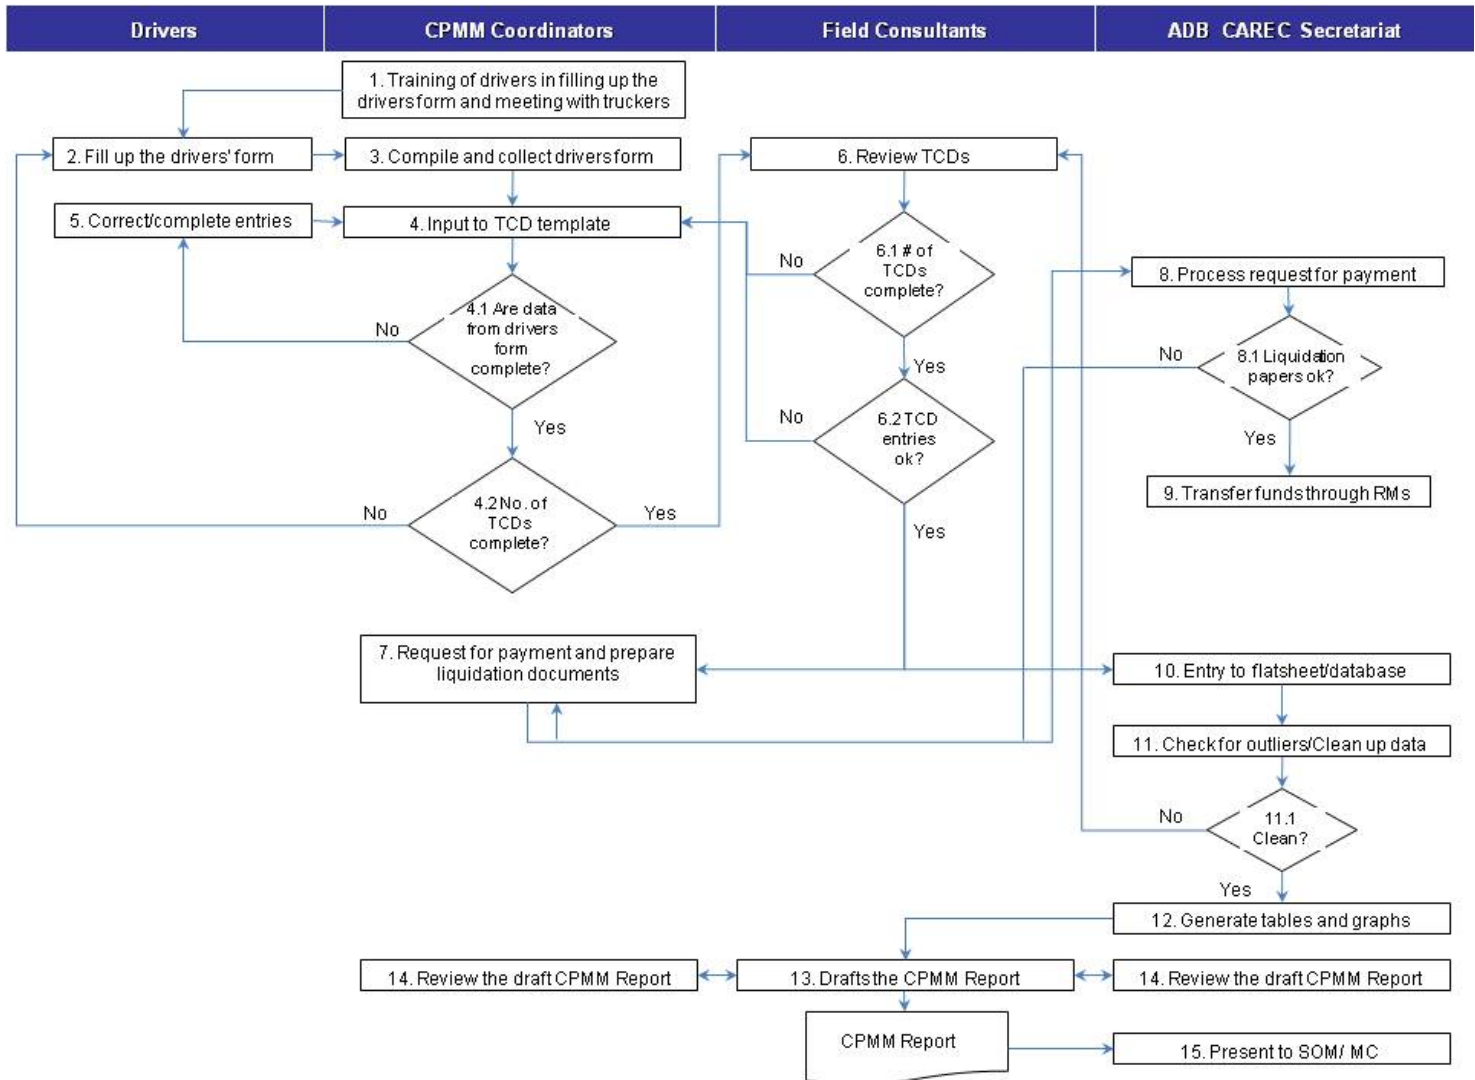 Drivers
CPMM Coordinators
Field Consultants
ADB CAREC Secretariat
1. Training of drivers in filling up the
drivers form and meeting with truckers
2. Fill up the drivers' form
3. Compile and collect drivers form
6. Review TCDs
5. Correct/complete entries
4. Input to TCD template
No
6.1 # of
TCDs
complete?
8. Process request for payment
No
4.1 Are data
from drivers
form
complete?
Yes
No
8.1 Liquidation
papers ok?
Yes
No
6.2 TCD
entries
ok?
Yes
9. Transfer funds through RMs
No
4.2 No. of
TCDs
complete?
Yes
Yes
7. Request for payment and prepare
liquidation documents
10. Entry to flatsheet/database
11. Check for outliers/Clean up data
No
11.1
Clean?
Yes
12. Generate tables and graphs
14. Review the draft CPMM Report
13. Drafts the CPMM Report
14. Review the draft CPMM Report
CPMM Report
15. Present to SOM/ MC